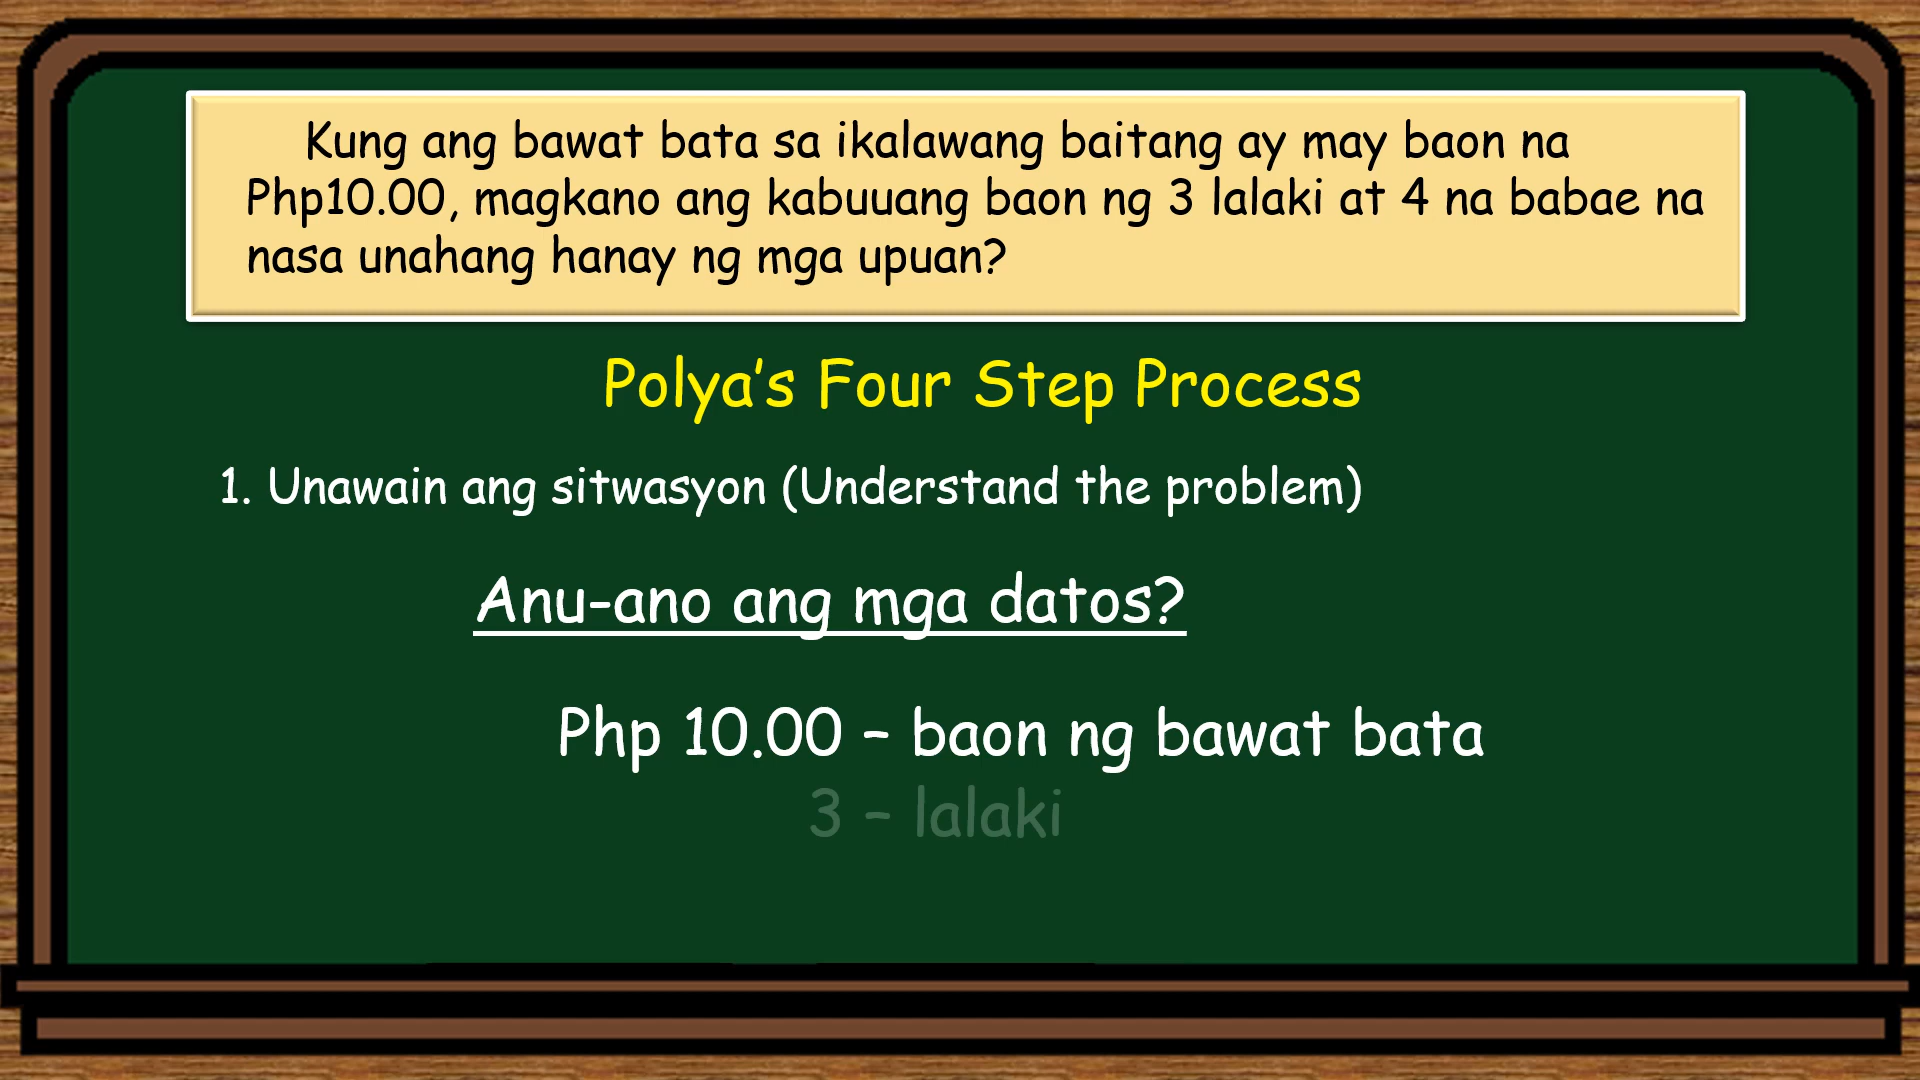 Kung ang bawat bata sa ikalawang baitang ay may baon na
Php10.00, magkano ang kabuuang baon ng 3 lalaki at 4 na babae na
nasa unahang hanay ng mga upuan?
Polya's Four Step Process
1. Unawain ang sitwasyon (Understand the problem)
Anu-ano ang mga datos?
Php 10.00 – baon ng bawat bata
3 – lalaki